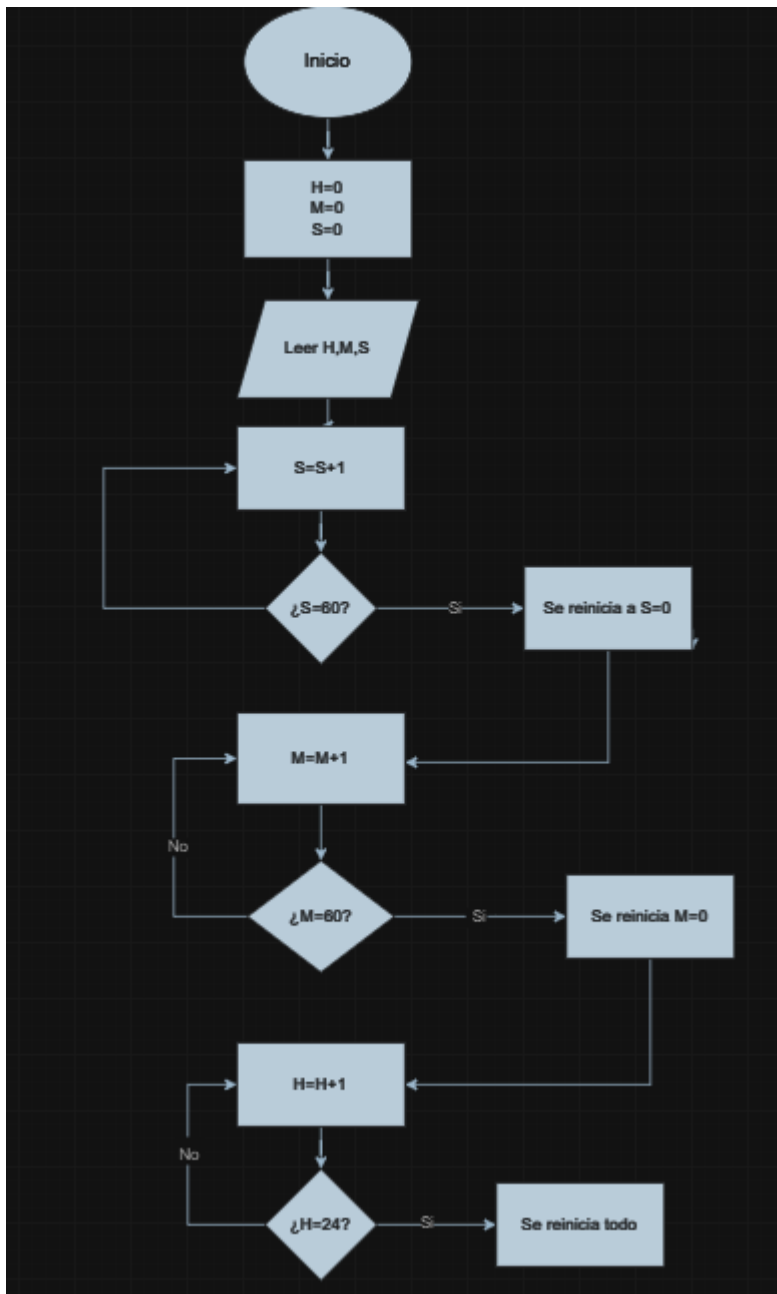 Inicio
H=0
M=0
S=0
Leer H,M,S
S=S+1
¿S=60?
Si
Se reinicia a S=0
M=M+1
No
¿M=60?
Si
Se reinicia M=0
H=H+1
No
¿H=24?
Si
Se reinicia todo